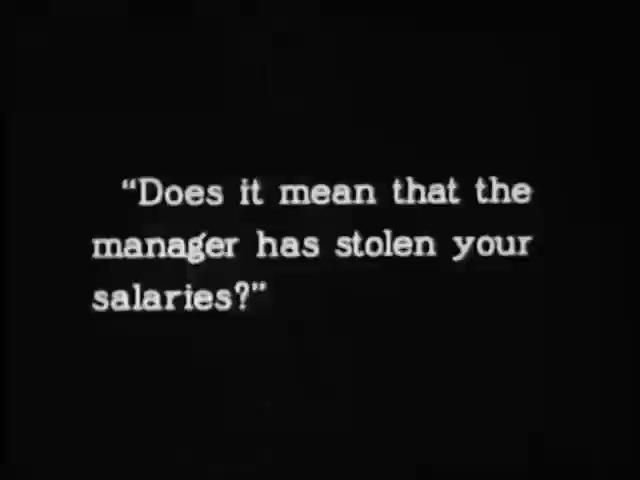 “Does it mean that the
manager has stolen your
salaries?”